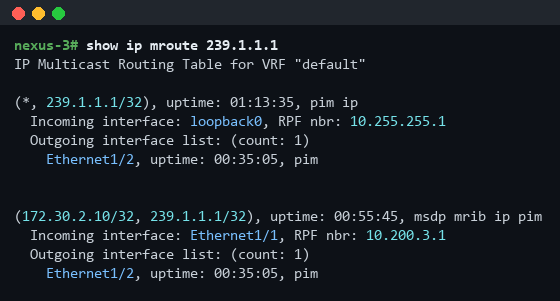 nexus-3# show ip mroute 239.1.1.1
IP Multicast Routing Table for VRF "default"
(*, 239.1.1.1/32), uptime: 01:13:35, pim ip
Incoming interface: loopback0, RPF nbr: 10.255.255.1
Outgoing interface list: (count: 1)
Ethernet1/2, uptime: 00:35:05, pim
(172.30.2.10/32, 239.1.1.1/32), uptime: 00:55:45, msdp mrib ip pim
Incoming interface: Ethernet1/1, RPF nbr: 10.200.3.1
Outgoing interface list: (count: 1)
Ethernet1/2, uptime: 00:35:05, pim